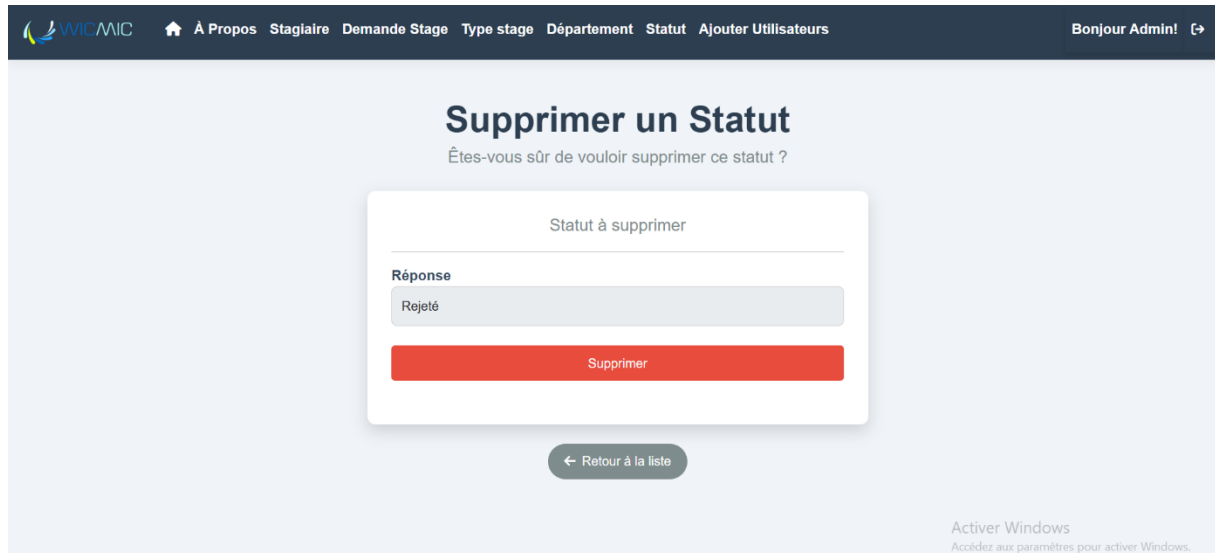 WICMIC À Propos Stagiaire Demande Stage Type stage Département Statut Ajouter Utilisateurs Bonjour Admin!
Supprimer un Statut
Êtes-vous sûr de vouloir supprimer ce statut ?
Statut à supprimer
Réponse
Rejeté
Supprimer
← Retour à la liste
Activer Windows
Accédez aux paramètres pour activer Windows.